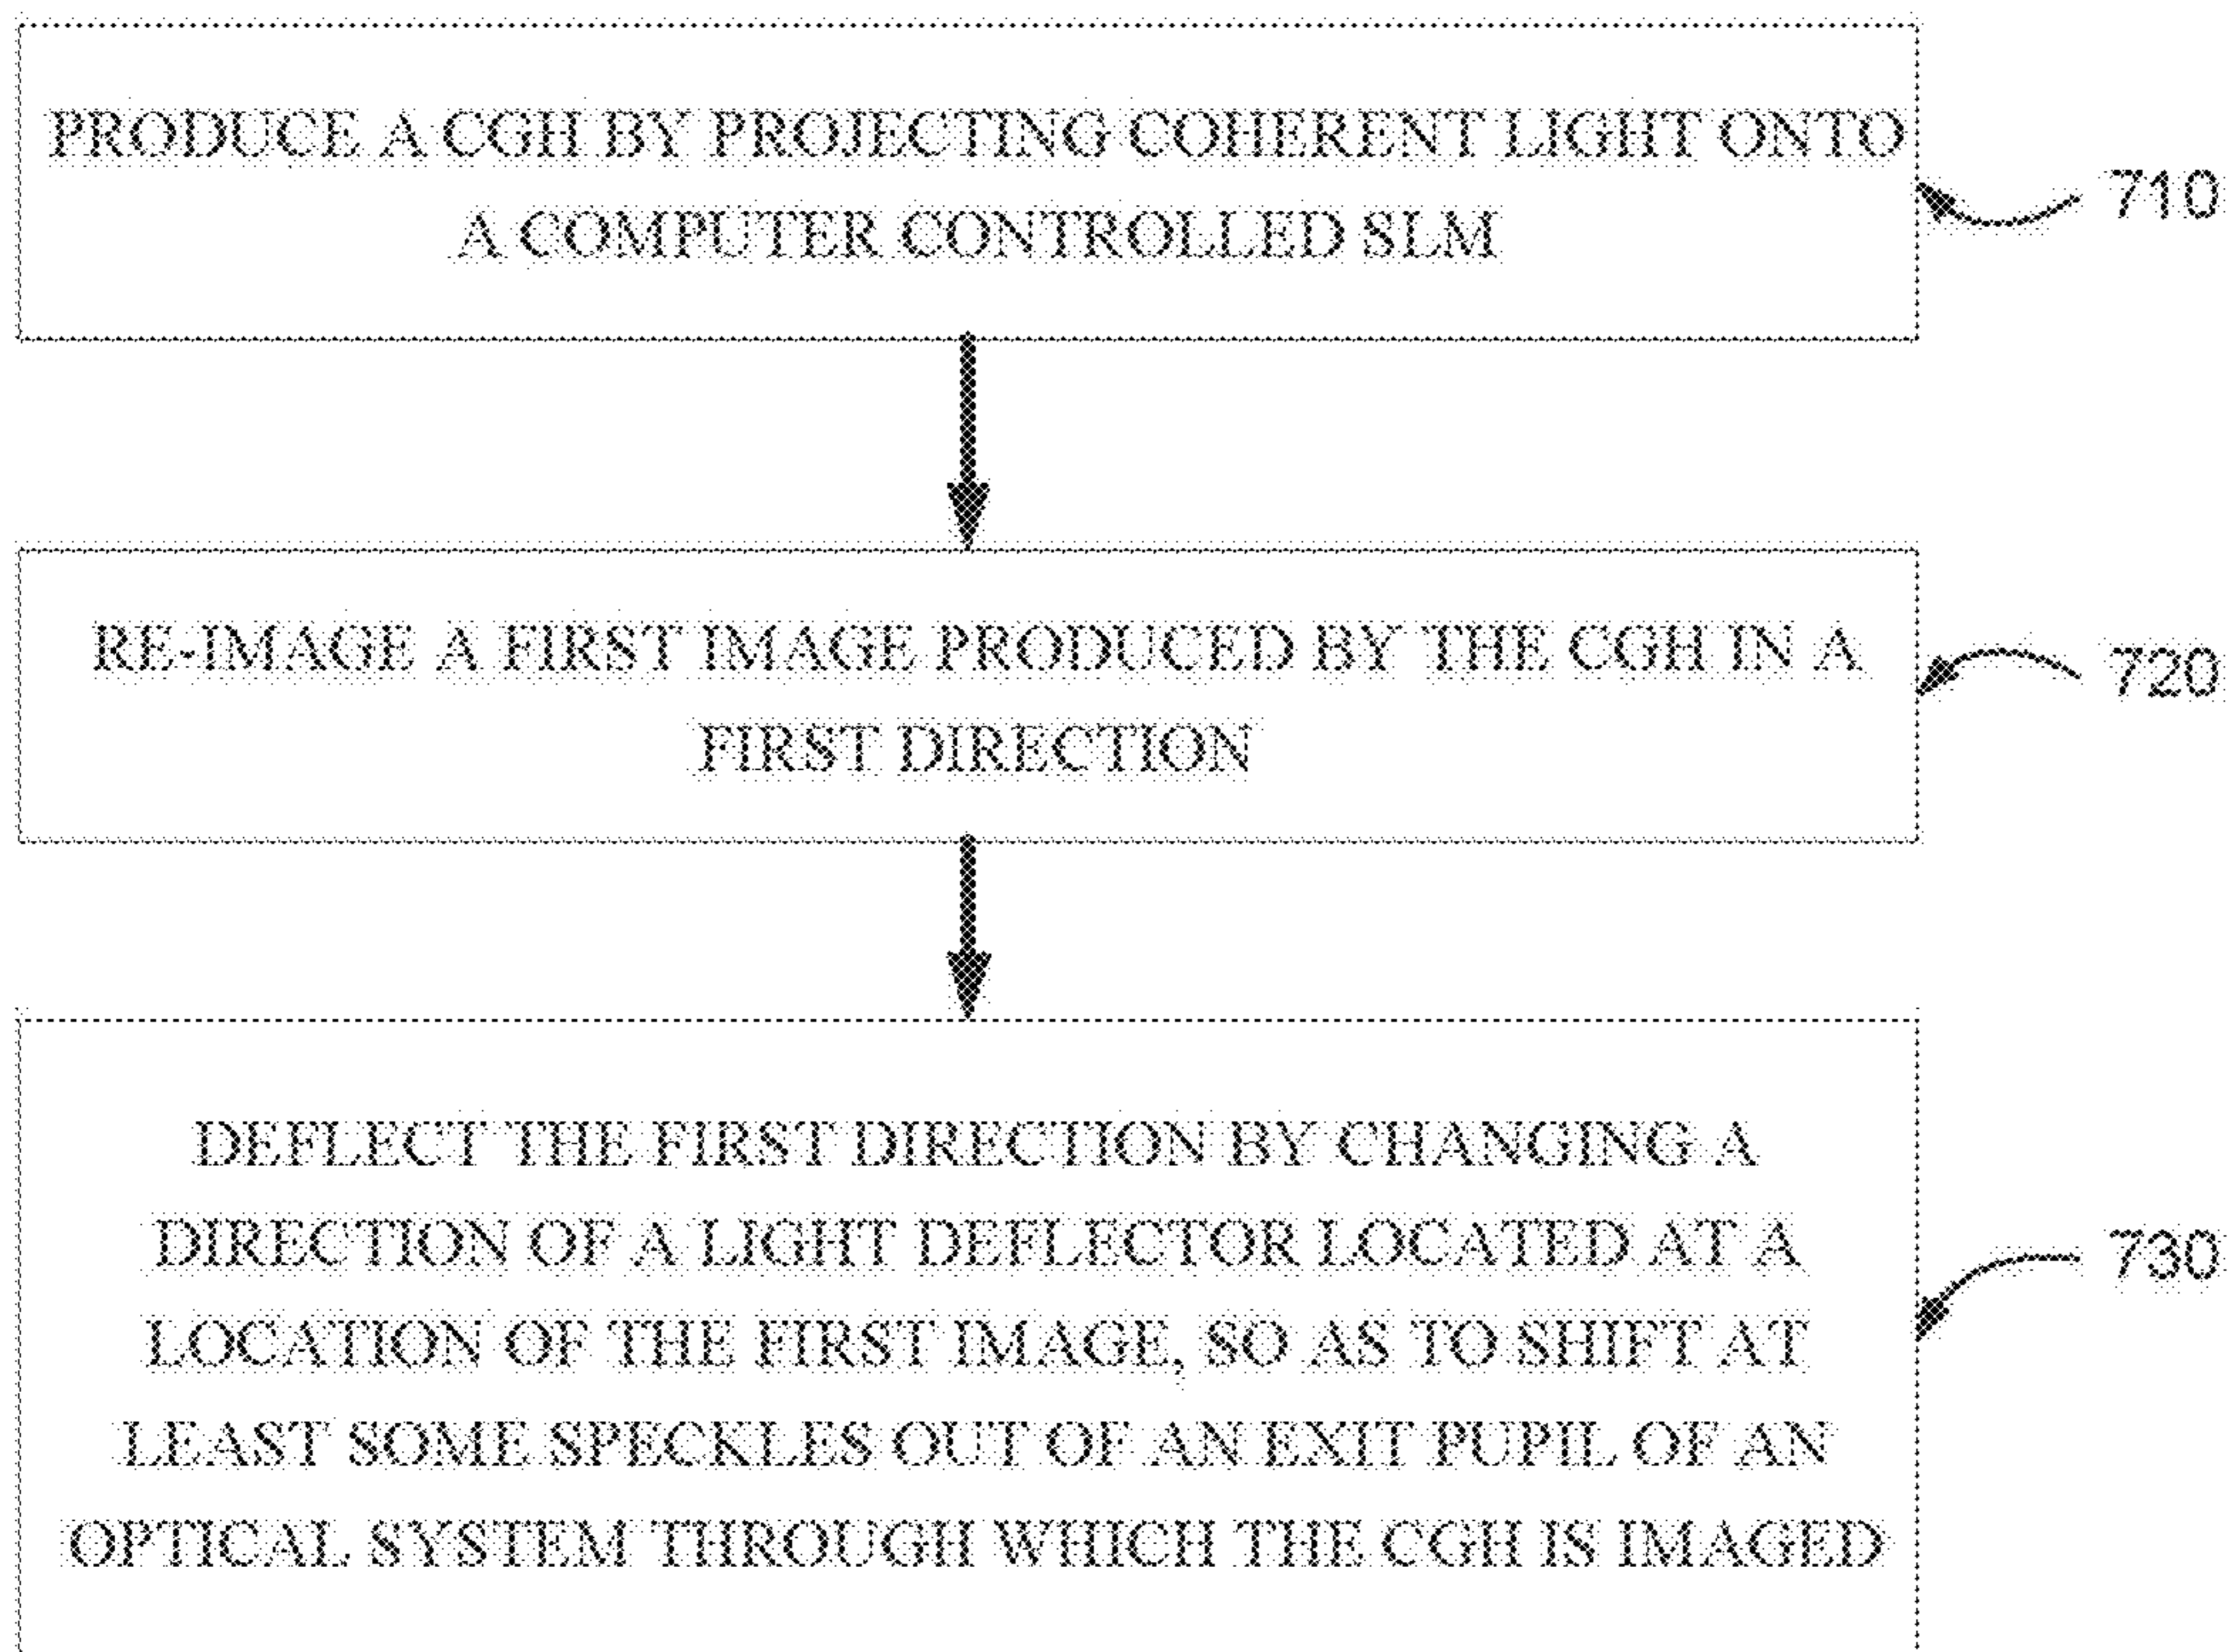 PRODUCE A CGH BY PROJECTING COHERENT LIGHT ONTO
A COMPUTER CONTROLLED SLM
710
RE-IMAGE A FIRST IMAGE PRODUCED BY THE CGH IN A
FIRST DIRECTION
720
DEFLECT THE FIRST DIRECTION BY CHANGING A
DIRECTION OF A LIGHT DEFLECTOR LOCATED AT A
LOCATION OF THE FIRST IMAGE, SO AS TO SHIFT AT
LEAST SOME SPECKLES OUT OF AN EXIT PUPIL OF AN
OPTICAL SYSTEM THROUGH WHICH THE CGH IS IMAGED
730